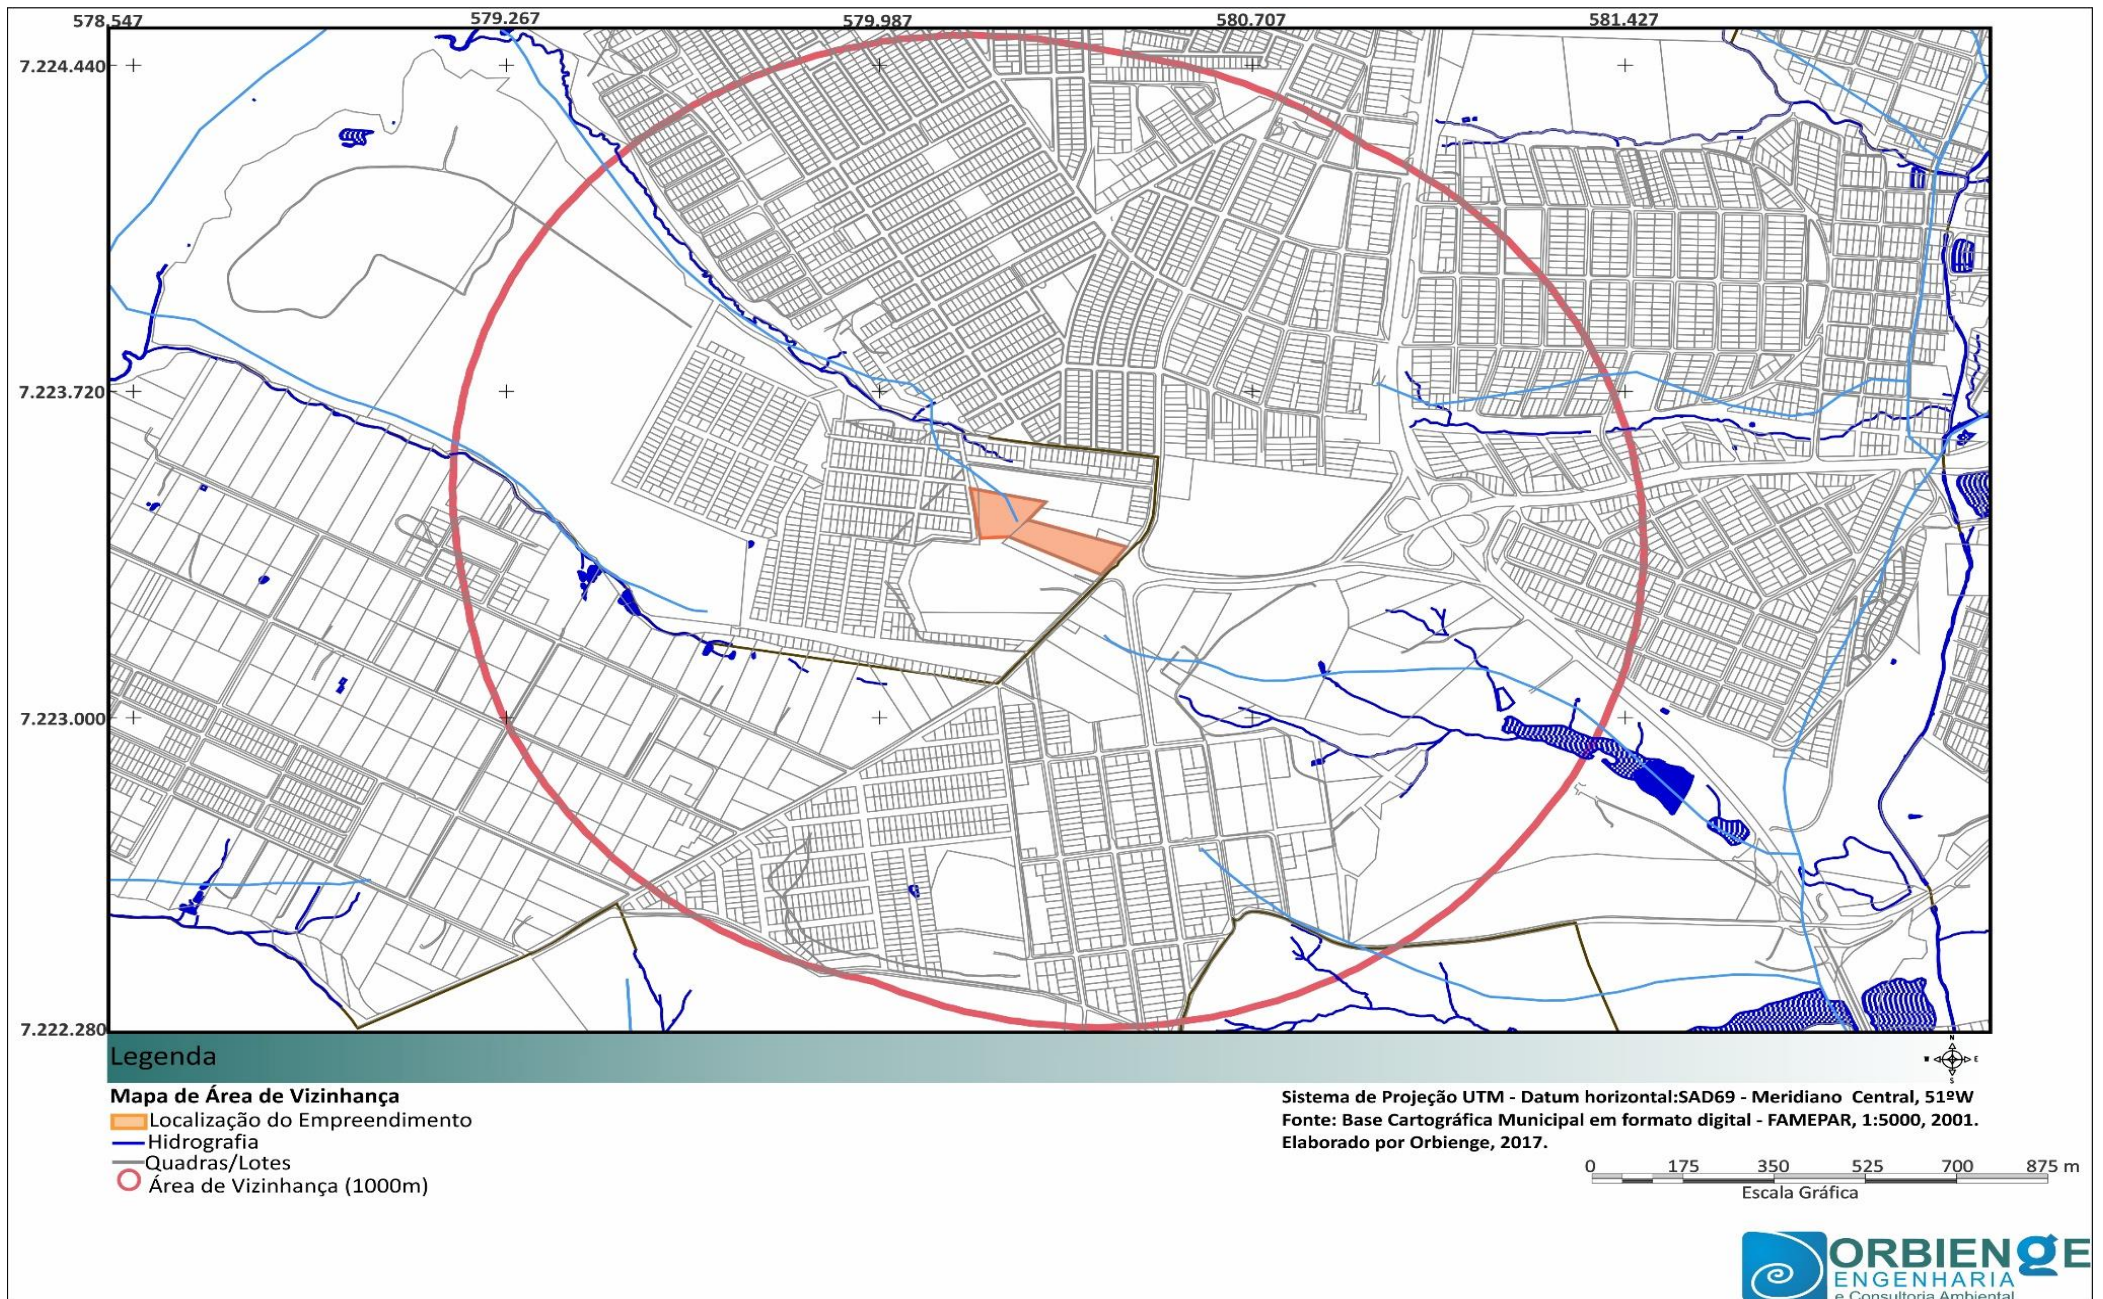 578.547 579.267 579.987 580.707 581.427
7.224.440
7.223.720
7.223.000
7.222.280
Legenda
N
W E
S
Mapa de Área de Vizinhança
Localização do Empreendimento
Hidrografia
Quadras/Lotes
Área de Vizinhança (1000m)
Sistema de Projeção UTM - Datum horizontal:SAD69 - Meridiano Central, 51ºW
Fonte: Base Cartográfica Municipal em formato digital - FAMEPAR, 1:5000, 2001.
Elaborado por Orbienge, 2017.
0 175 350 525 700 875 m
Escala Gráfica
ORBIENGE
ENGENHARIA
e Consultoria Ambiental